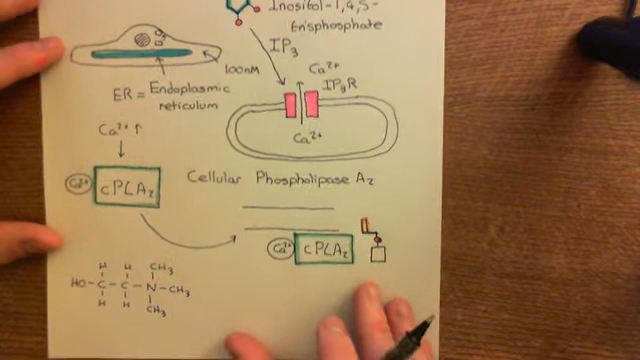 Inositol-1,4,5-
trisphosphate
IP3
100nM
Ca2+
IP3R
ER = Endoplasmic
reticulum
Ca2+
Ca2+ ↑
Cellular Phospholipase A2
Ca2+
cPLA2
Ca2+
cPLA2
H H CH3
HO-C-C-N-CH3
H H CH3